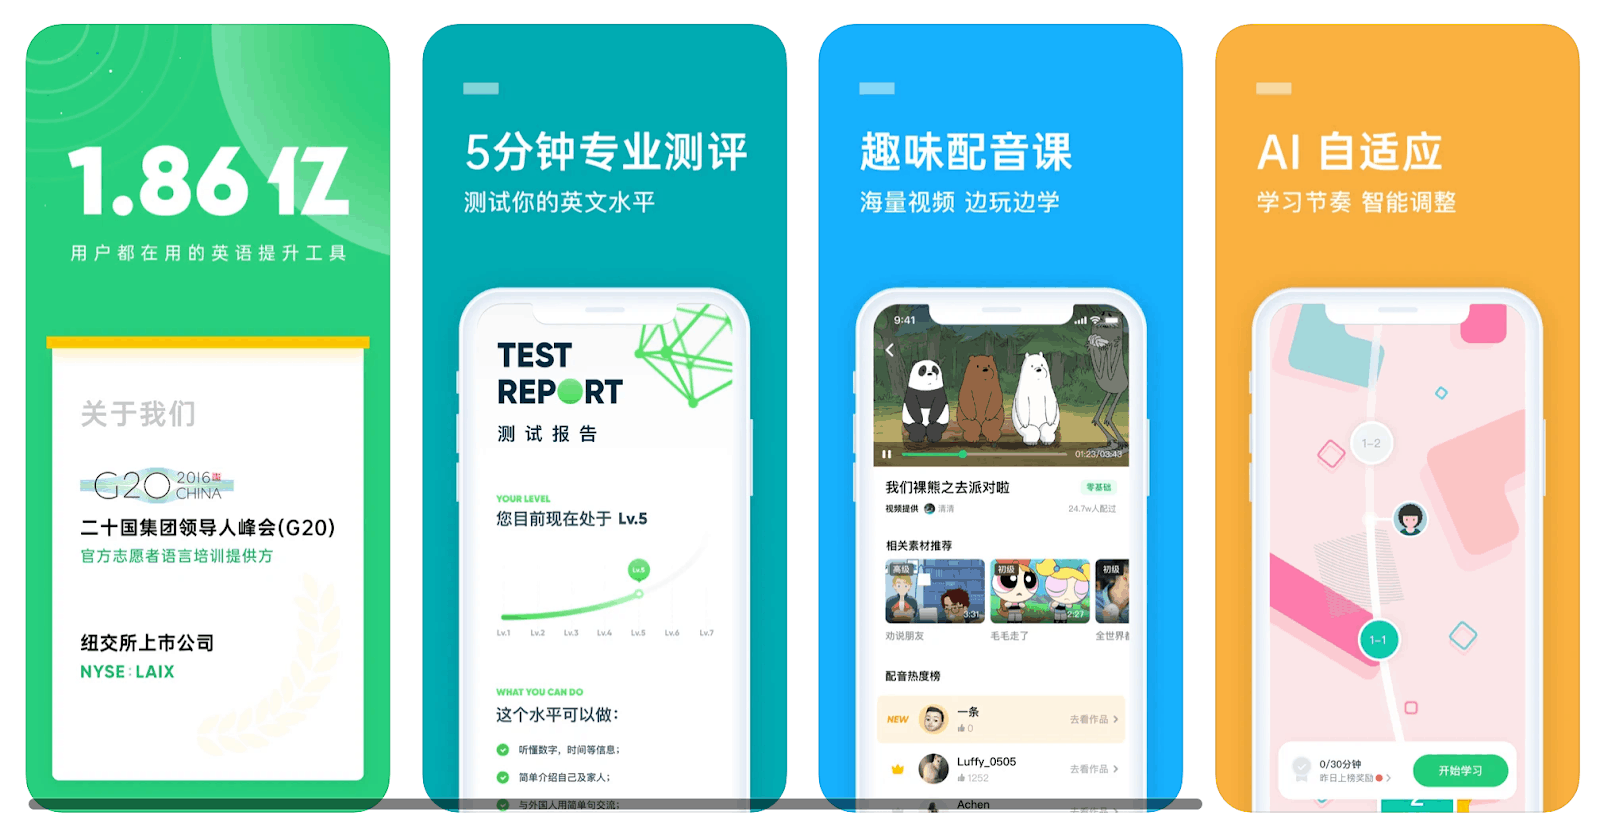 1.86 亿
用户都在用的英语提升工具
关于我们
G20 2016
CHINA
二十国集团领导人峰会(G20)
官方志愿者语言培训提供方
纽交所上市公司
NYSE:LAIX
5分钟专业测评
测试你的英文水平
TEST
REPORT
测试报告
YOUR LEVEL
您目前现在处于 Lv.5
Lv.5
Lv.1 Lv.2 Lv.3 Lv.4 Lv.5 Lv.6 Lv.7
WHAT YOU CAN DO
这个水平可以做：
听懂数字，时间等信息；
简单介绍自己及家人；
与外国人用简单句交流；
趣味配音课
海量视频 边玩边学
9:41
01:23/03:43
我们裸熊之去派对啦 零基础
视频提供 清清 24.7w人配过
相关素材推荐
高级 初级 初级
3:31 2:27
劝说朋友 毛毛走了 全世界都
配音热度榜
NEW 一条 去看作品
0
Luffy_0505 去看作品
1252
Achen 去看作品
AI 自适应
学习节奏 智能调整
1-2
1-1
0/30分钟
昨日上榜奖励
开始学习
2